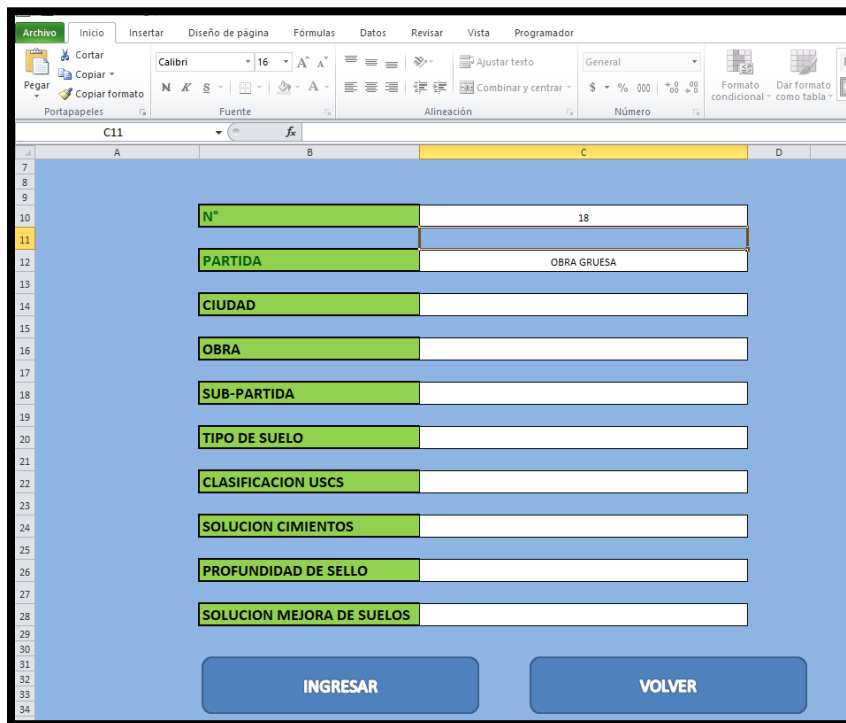 Archivo Inicio Insertar Diseño de página Fórmulas Datos Revisar Vista Programador
Pegar
Cortar
Copiar
Copiar formato
Portapapeles
Calibri 16 A A
N K S A
Fuente
Ajustar texto
Combinar y centrar
Alineación
General
$ % 000
Número
Formato condicional
Dar formato como tabla
C11 fx
A B C D
7
8
9
10 N° 18
11
12 PARTIDA OBRA GRUESA
13
14 CIUDAD
15
16 OBRA
17
18 SUB-PARTIDA
19
20 TIPO DE SUELO
21
22 CLASIFICACION USCS
23
24 SOLUCION CIMIENTOS
25
26 PROFUNDIDAD DE SELLO
27
28 SOLUCION MEJORA DE SUELOS
29
30
31
32 INGRESAR VOLVER
33
34